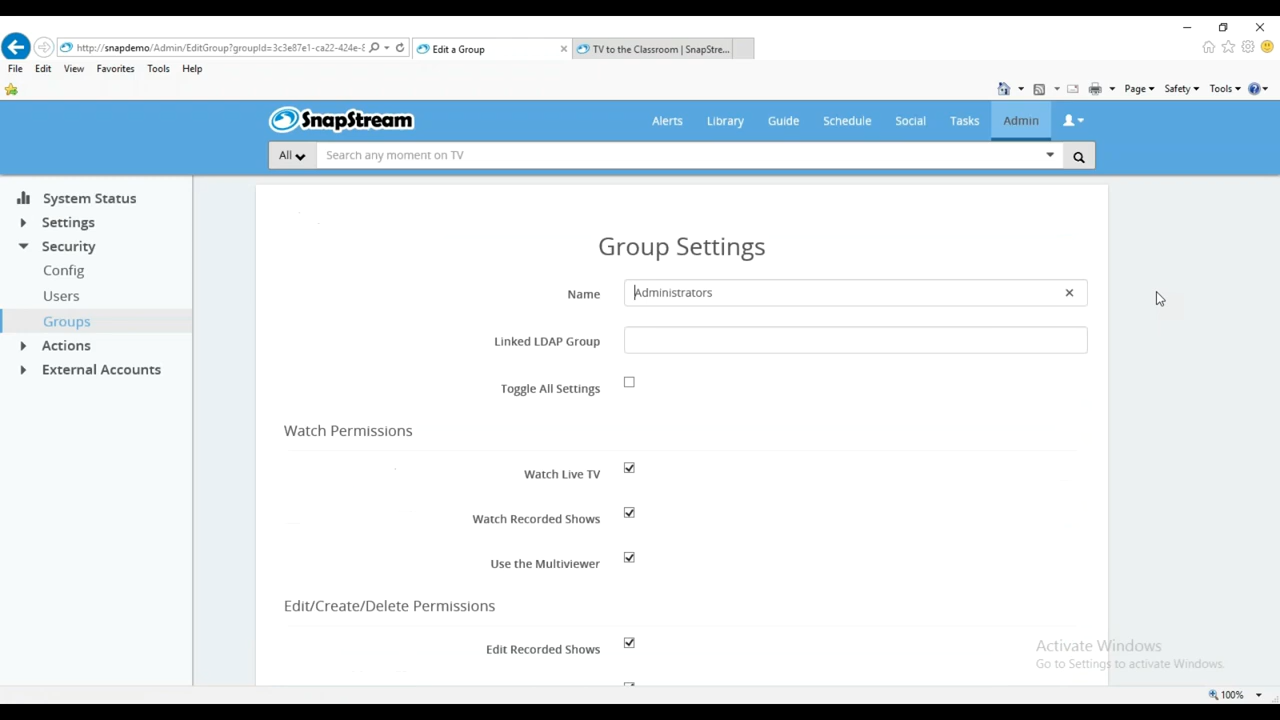 http://snapdemo/Admin/EditGroup?groupId=3c3e87e1-ca22-424e-8
Edit a Group
TV to the Classroom | SnapStre...
File Edit View Favorites Tools Help
Page Safety Tools
SnapStream
Alerts Library Guide Schedule Social Tasks Admin
All Search any moment on TV
System Status
Settings
Security
Config
Users
Groups
Actions
External Accounts
Group Settings
Name Administrators
Linked LDAP Group
Toggle All Settings
Watch Permissions
Watch Live TV
Watch Recorded Shows
Use the Multiviewer
Edit/Create/Delete Permissions
Edit Recorded Shows
Activate Windows
Go to Settings to activate Windows.
100%